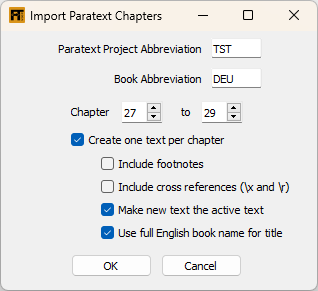 Import Paratext Chapters
Paratext Project Abbreviation TST
Book Abbreviation DEU
Chapter 27 to 29
Create one text per chapter
Include footnotes
Include cross references (\x and \r)
Make new text the active text
Use full English book name for title
OK Cancel